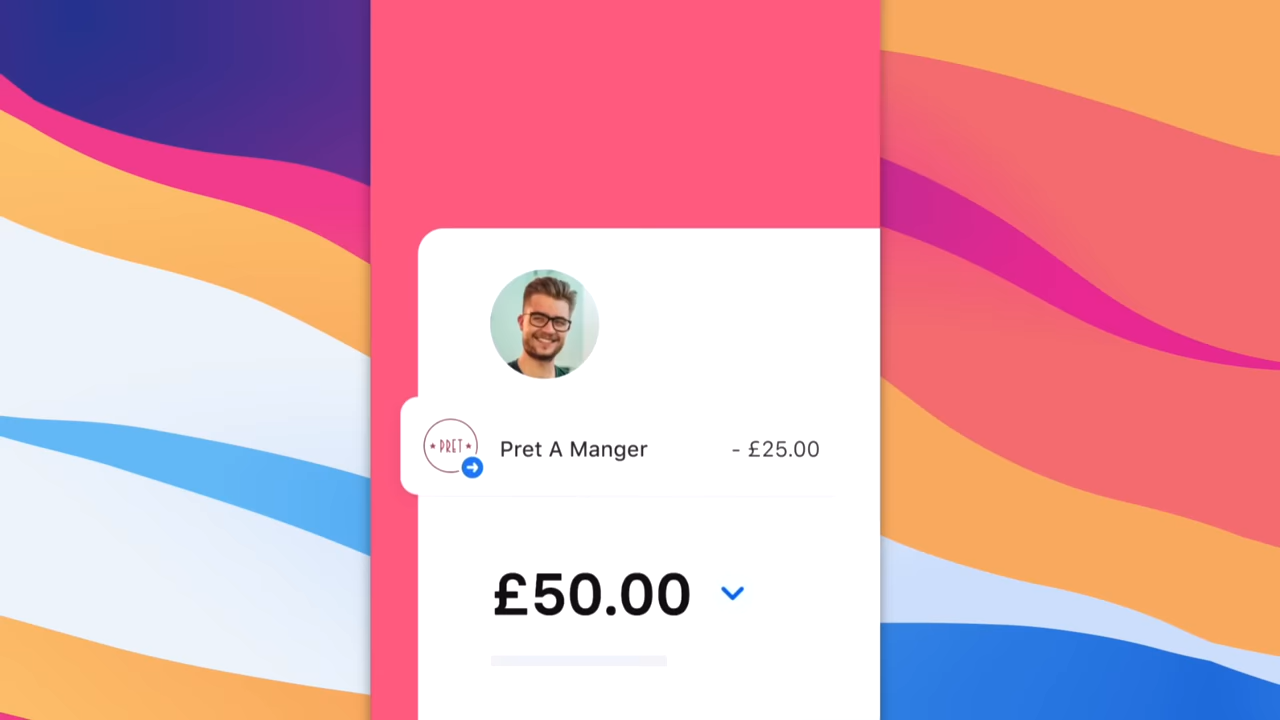 ★ PRET ★
Pret A Manger - £25.00
£50.00